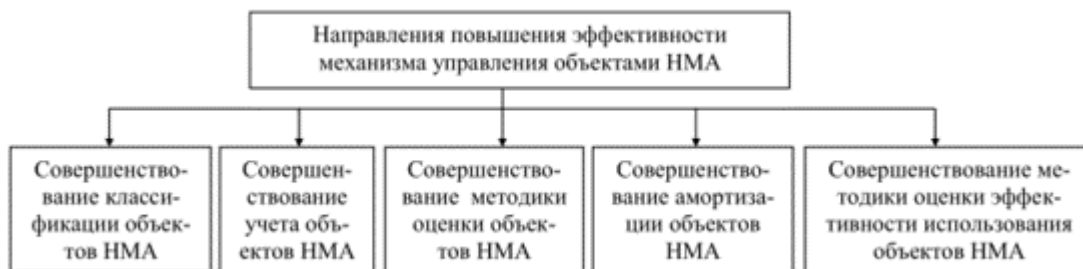 Направления повышения эффективности
механизма управления объектами НМА
Совершенство-
вание класси-
фикации объек-
тов НМА
Совершен-
ствование
учета объ-
ектов НМА
Совершенство-
вание методики
оценки объек-
тов НМА
Совершенство-
вание амортиза-
ции объектов
НМА
Совершенствование ме-
тодики оценки эффек-
тивности использования
объектов НМА